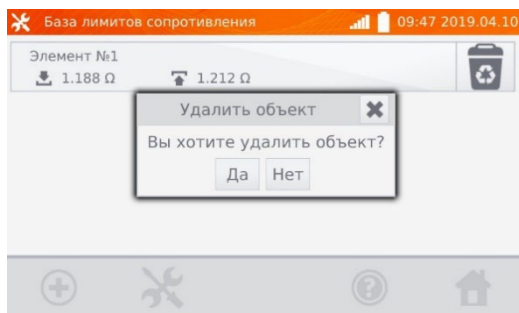 База лимитов сопротивления 09:47 2019.04.10
Элемент №1
1.188 Ω 1.212 Ω
Удалить объект
Вы хотите удалить объект?
Да Нет